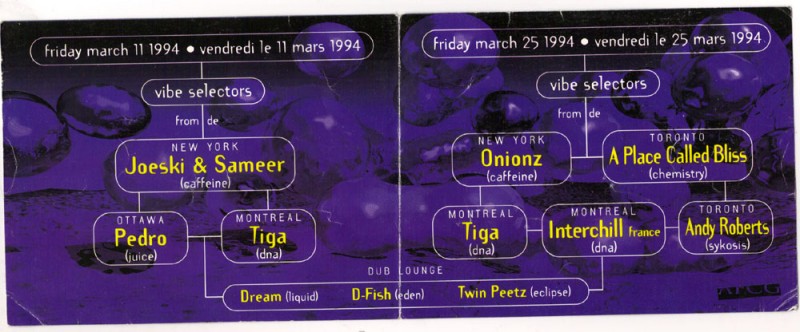 friday march 11 1994 • vendredi le 11 mars 1994
vibe selectors
from de
NEW YORK
Joeski & Sameer
(caffeine)
OTTAWA
Pedro
(juice)
MONTREAL
Tiga
(dna)
friday march 25 1994 • vendredi le 25 mars 1994
vibe selectors
from de
NEW YORK
Onionz
(caffeine)
TORONTO
A Place Called Bliss
(chemistry)
MONTREAL
Tiga
(dna)
MONTREAL
Interchill france
(dna)
TORONTO
Andy Roberts
(sykosis)
DUB LOUNGE
Dream (liquid) D-Fish (eden) Twin Peetz (eclipse)